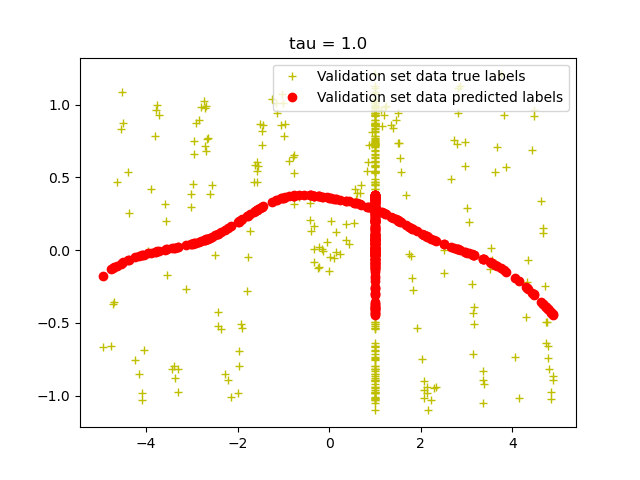 tau = 1.0
Validation set data true labels
Validation set data predicted labels
1.0
0.5
0.0
−0.5
−1.0
−4 −2 0 2 4